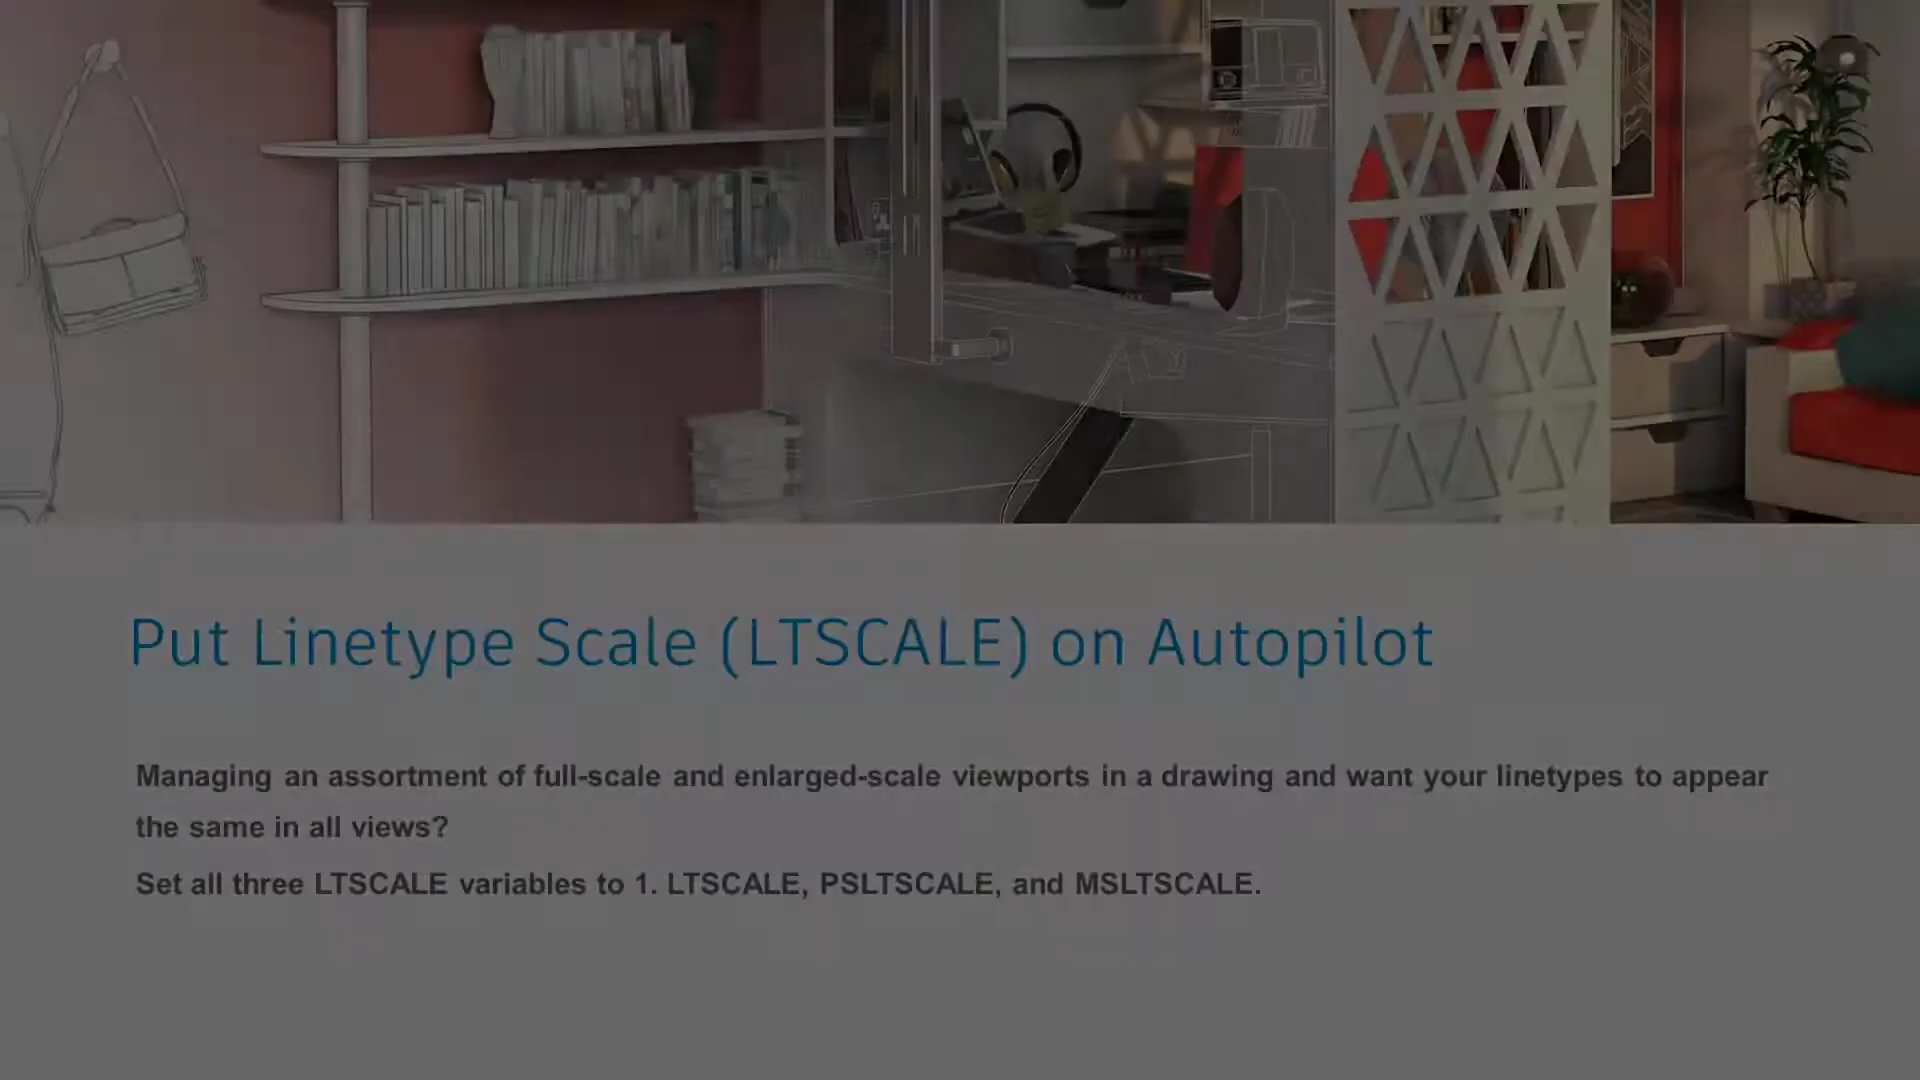 Put Linetype Scale (LTSCALE) on Autopilot
Managing an assortment of full-scale and enlarged-scale viewports in a drawing and want your linetypes to appear
the same in all views?
Set all three LTSCALE variables to 1. LTSCALE, PSLTSCALE, and MSLTSCALE.